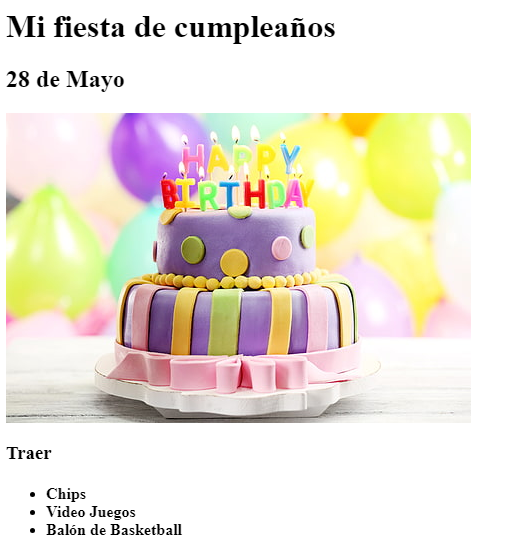 Mi fiesta de cumpleaños
28 de Mayo
HAPPY
BIRTHDAY
Traer
Chips
Video Juegos
Balón de Basketball